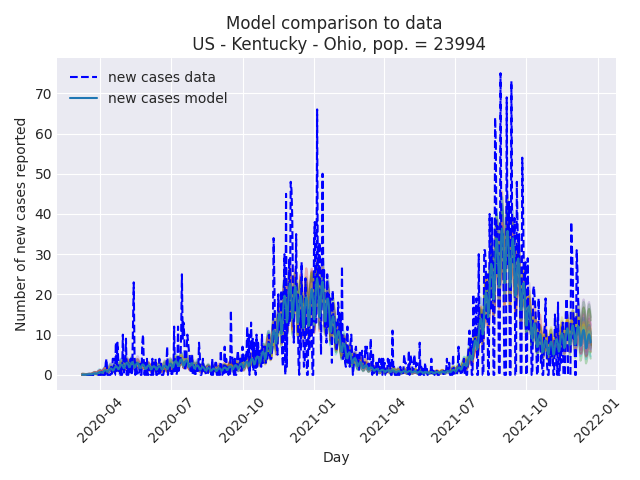 Model comparison to data
US - Kentucky - Ohio, pop. = 23994
new cases data
new cases model
Number of new cases reported
70
60
50
40
30
20
10
0
2020-04
2020-07
2020-10
2021-01
2021-04
2021-07
2021-10
2022-01
Day